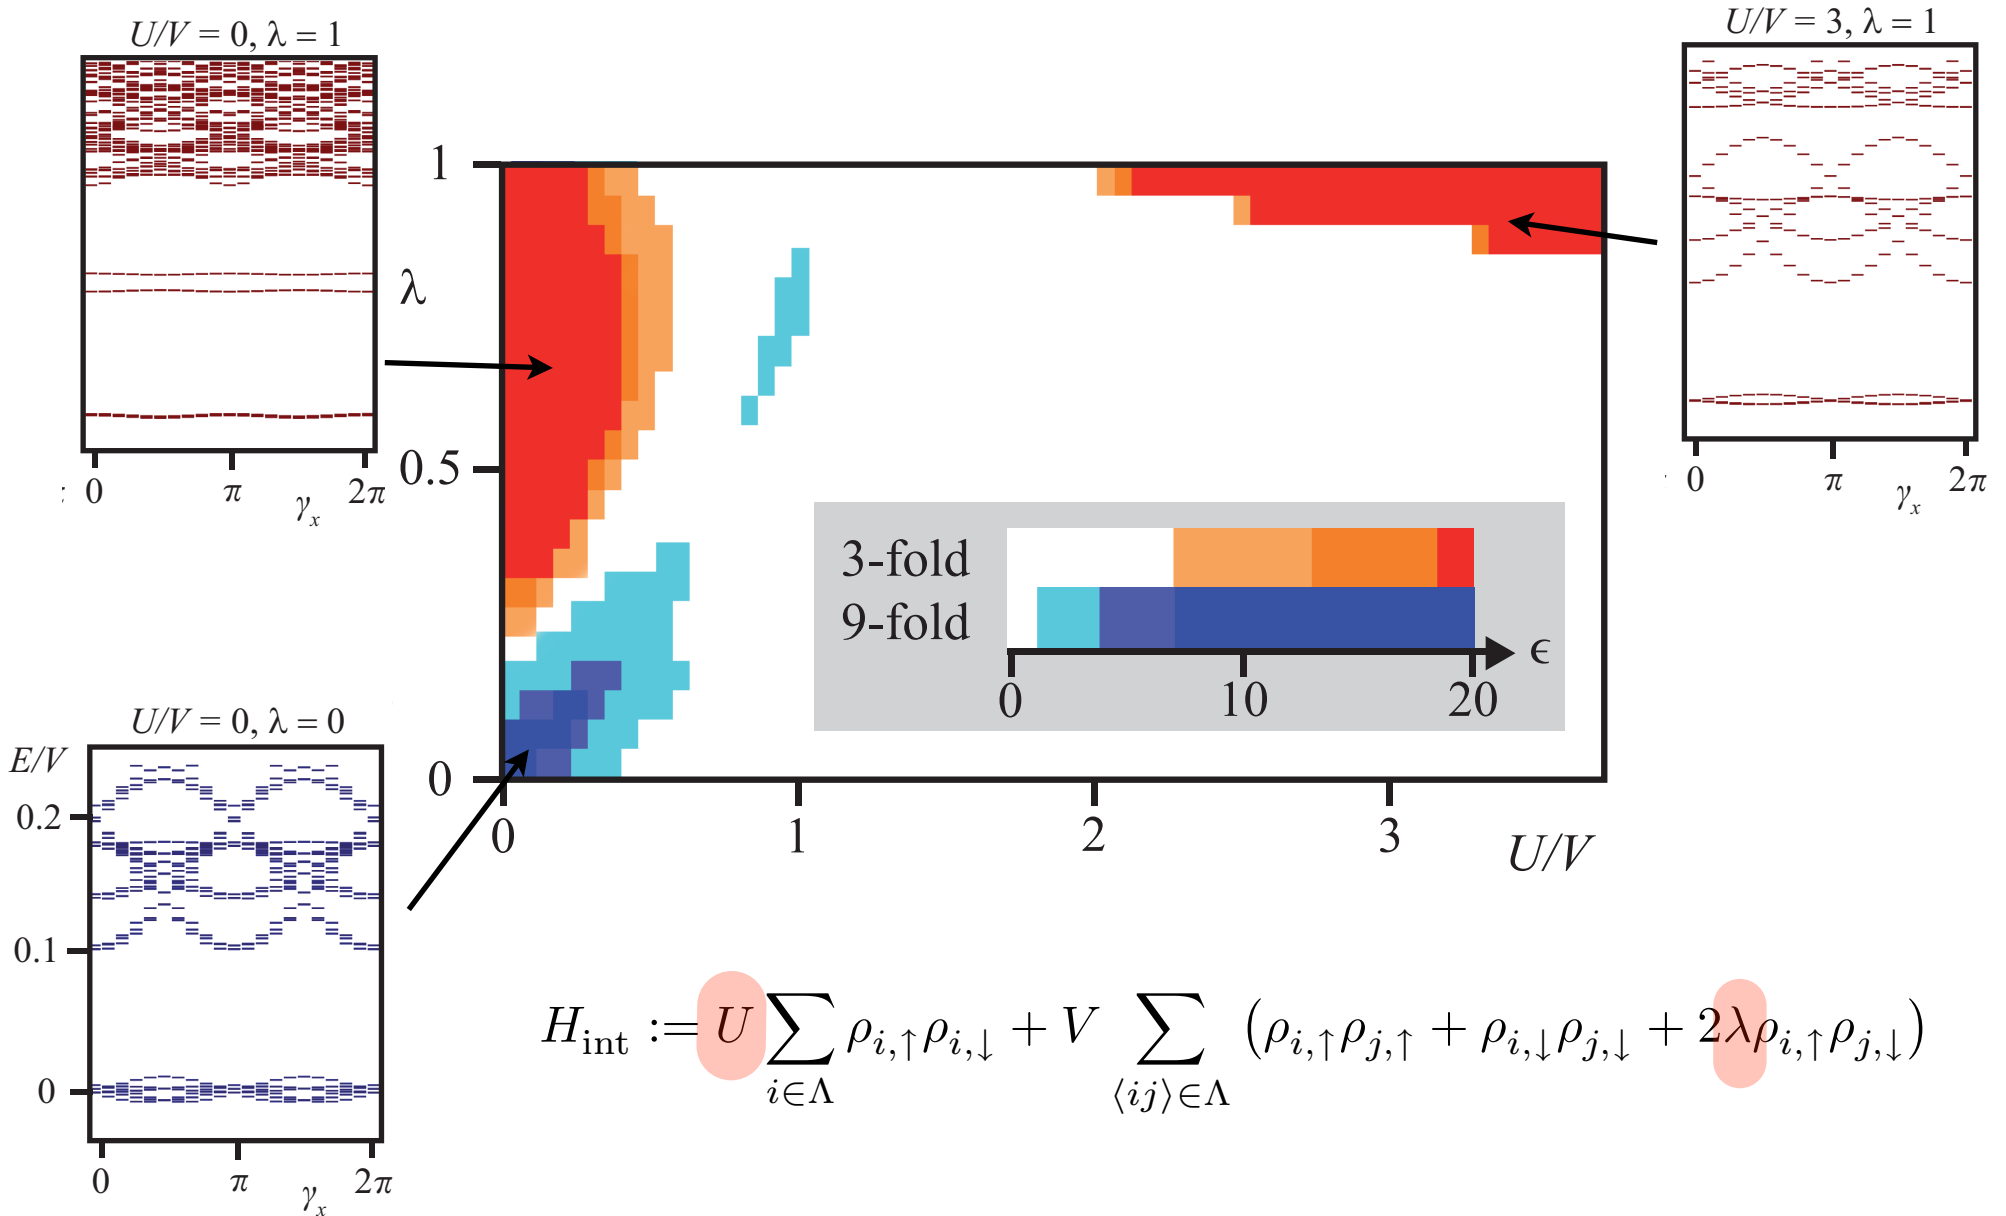 U/V = 0, λ = 1
0 π 2π
γx
U/V = 3, λ = 1
0 π 2π
γx
1
λ
0.5
0
0 1 2 3
U/V
3-fold
9-fold
ϵ
0 10 20
U/V = 0, λ = 0
E/V
0.2
0.1
0
0 π 2π
γx
H_int := U ∑_{i∈Λ} ρ_{i,↑}ρ_{i,↓} + V ∑_{⟨ij⟩∈Λ} (ρ_{i,↑}ρ_{j,↑} + ρ_{i,↓}ρ_{j,↓} + 2λρ_{i,↑}ρ_{j,↓})